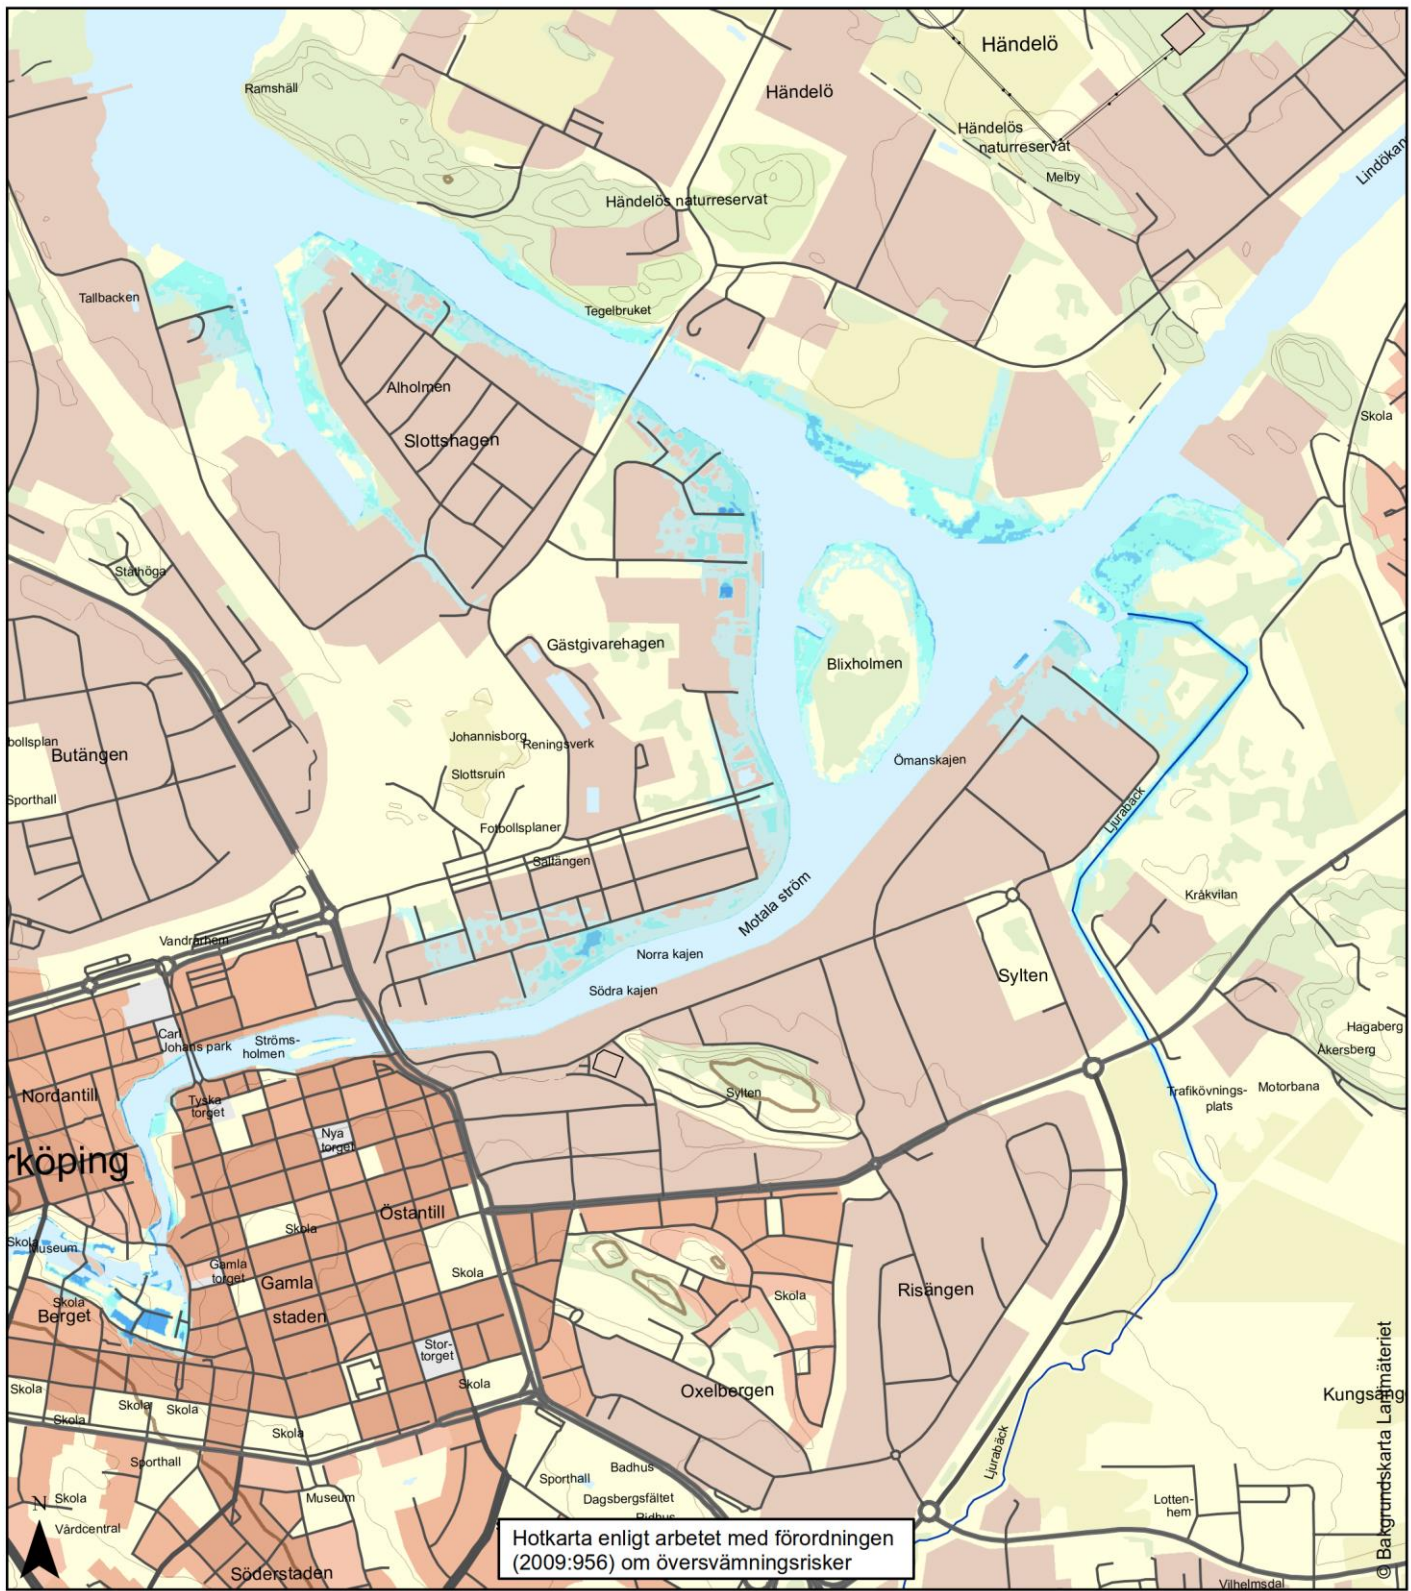 Händelö
Ramshäll
Händelö
Händelös
naturreservat
Melby
Lindökan
Händelös naturreservat
Tallbacken
Tegelbruket
Alholmen
Skola
Slottshagen
Ståthöga
Gästgivarehagen
Blixholmen
bollsplan
Butängen
Johannisborg
Reningsverk
Slottsruin
Ömanskajen
Sporthall
Fotbollsplaner
Ljurabäck
Saltängen
Kråkvilan
Motala ström
Vandrarhem
Norra kajen
Sylten
Södra kajen
Carl
Johans park
Ströms-
holmen
Hagaberg
Åkersberg
Nordantill
Tyska
torget
Sylten
Trafikövnings-
plats
Motorbana
Nya
torget
rköping
Östantill
Skola
Skola
Museum
Gamla
torget
Gamla
staden
Skola
Risängen
Skola
Skola
Berget
Stor-
torget
Skola
Oxelbergen
Kungsäng
Skola
Skola
Skola
Skola
Skola
Ljurabäck
Sporthall
Badhus
Sporthall
Skola
Museum
Dagsbergsfältet
Lotten-
hem
Vårdcentral
Ridhus
N
Söderstaden
Vilhelmsdal
Hotkarta enligt arbetet med förordningen
(2009:956) om översvämningsrisker
© Bakgrundskarta Lantmäteriet